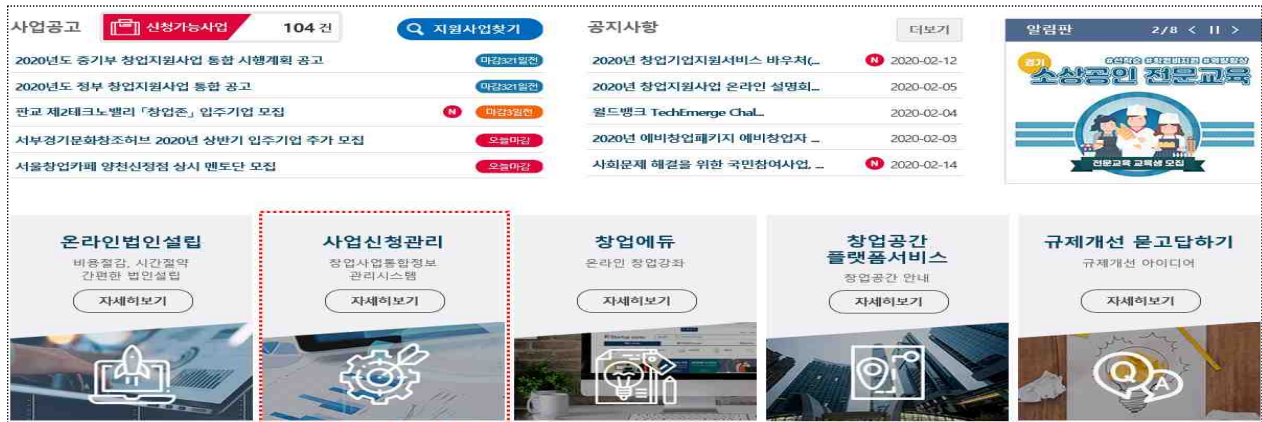 사업공고 신청가능사업 104 건 지원사업찾기
2020년도 중기부 창업지원사업 통합 시행계획 공고 마감321일전
2020년도 정부 창업지원사업 통합 공고 마감321일전
판교 제2테크노밸리 「창업존」 입주기업 모집 N 마감3일전
서부경기문화창조허브 2020년 상반기 입주기업 추가 모집 오늘마감
서울창업카페 양천신정점 상시 멘토단 모집 오늘마감
공지사항 더보기
2020년 창업기업지원서비스 바우처(... N 2020-02-12
2020년 창업지원사업 온라인 설명회... 2020-02-05
월드뱅크 TechEmerge Chal... 2020-02-04
2020년 예비창업패키지 예비창업자 ... 2020-02-03
사회문제 해결을 위한 국민참여사업, ... N 2020-02-14
알림판 2/8 < II >
경기
소상공인 전문교육
전문교육 교육생 모집
온라인법인설립
비용절감, 시간절약
간편한 법인설립
자세히보기
사업신청관리
창업사업통합정보
관리시스템
자세히보기
창업에듀
온라인 창업강좌
자세히보기
창업공간
플랫폼서비스
창업공간 안내
자세히보기
규제개선 묻고답하기
규제개선 아이디어
자세히보기
Q A